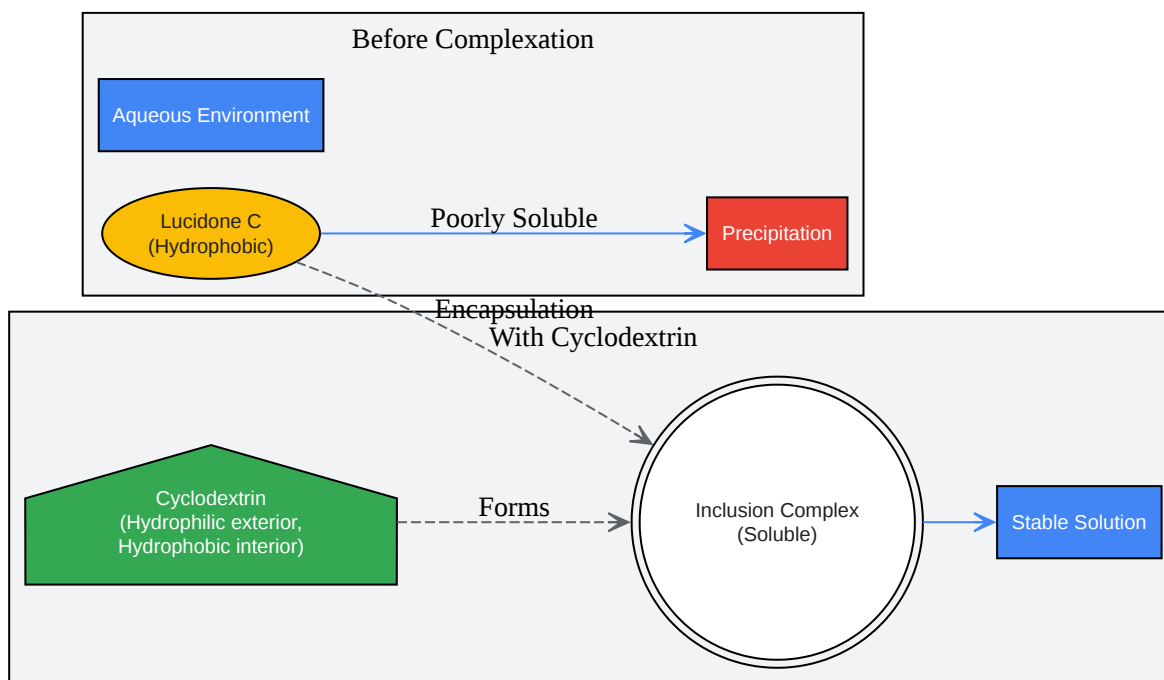 Before Complexation
Aqueous Environment
Lucidone C
(Hydrophobic)
Poorly Soluble
Precipitation
Encapsulation
With Cyclodextrin
Cyclodextrin
(Hydrophilic exterior,
Hydrophobic interior)
Forms
Inclusion Complex
(Soluble)
Stable Solution